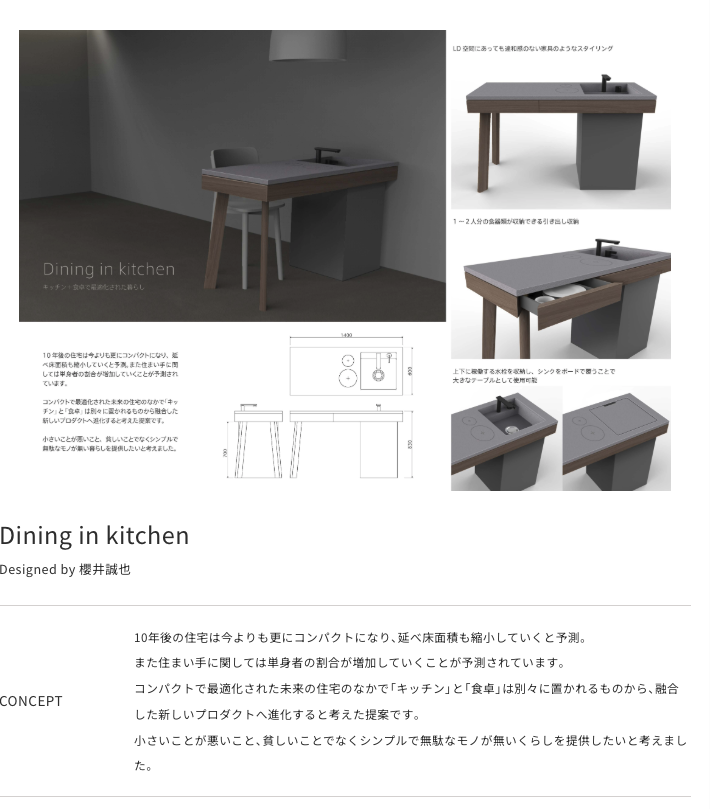 LD 空間にあっても違和感のない家具のようなスタイリング
1〜2人分の食器類が収納できる引き出し収納
上下に稼働する水栓を収納し、シンクをボードで覆うことで
大きなテーブルとして使用可能
Dining in kitchen
キッチン＋食卓で最適化された暮らし
10 年後の住宅は今よりも更にコンパクトになり、延
べ床面積も縮小していくと予測。また住まい手に関
しては単身者の割合が増加していくことが予測され
ています。
コンパクトで最適化された未来の住宅のなかで「キッ
チン」と「食卓」は別々に置かれるものから融合した
新しいプロダクトへ進化すると考えた提案です。
小さいことが悪いこと、貧しいことでなくシンプルで
無駄なモノが無い暮らしを提供したいと考えました。
1400
600
700
850
Dining in kitchen
Designed by 櫻井誠也
CONCEPT
10年後の住宅は今よりも更にコンパクトになり、延べ床面積も縮小していくと予測。
また住まい手に関しては単身者の割合が増加していくことが予測されています。
コンパクトで最適化された未来の住宅のなかで「キッチン」と「食卓」は別々に置かれるものから、融合
した新しいプロダクトへ進化すると考えた提案です。
小さいことが悪いこと、貧しいことでなくシンプルで無駄なモノが無いくらしを提供したいと考えまし
た。